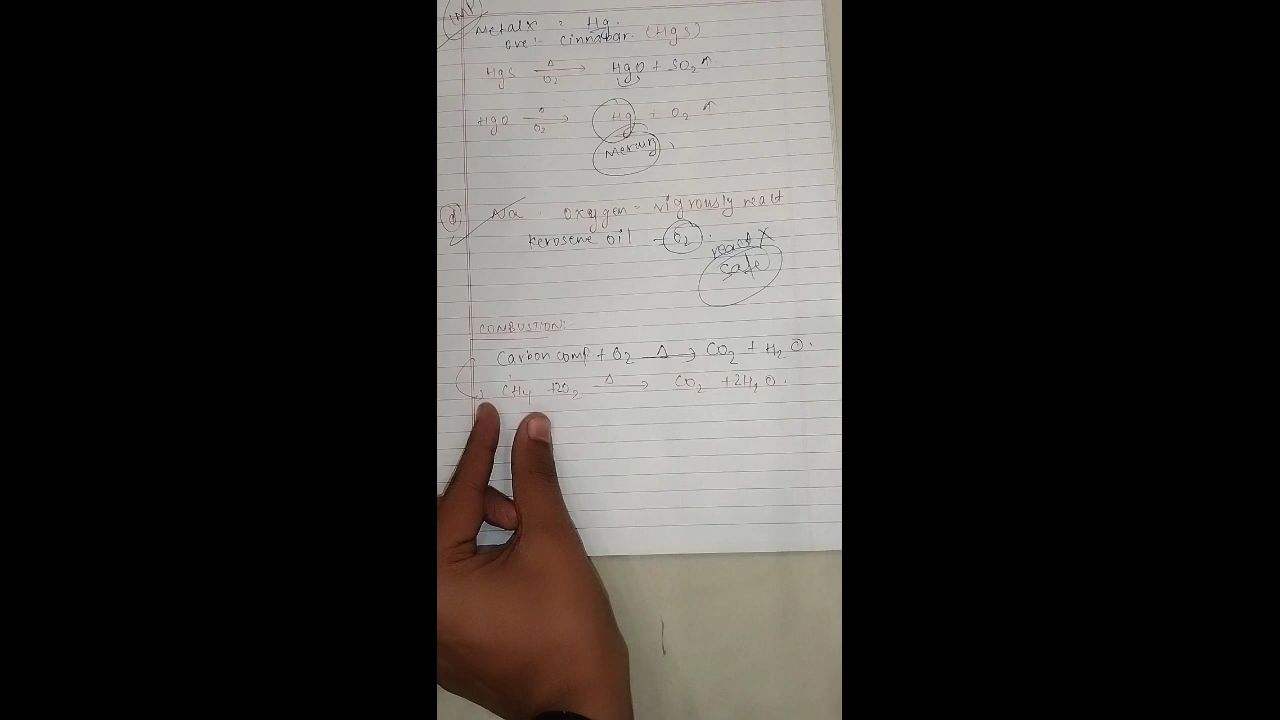 IMP
Metal X : Hg.
ore:- Cinnabar. (HgS)
HgS Δ→ O₂ HgO + SO₂ ↑
HgO Δ→ O₂ Hg + O₂ ↑
Mercury
d Na. oxygen - vigrously react
kerosene oil - O₂. react X
safe
COMBUSTION:-
Carbon comp + O₂ Δ→ CO₂ + H₂O.
CH₄ + 2O₂ Δ→ CO₂ + 2H₂O.